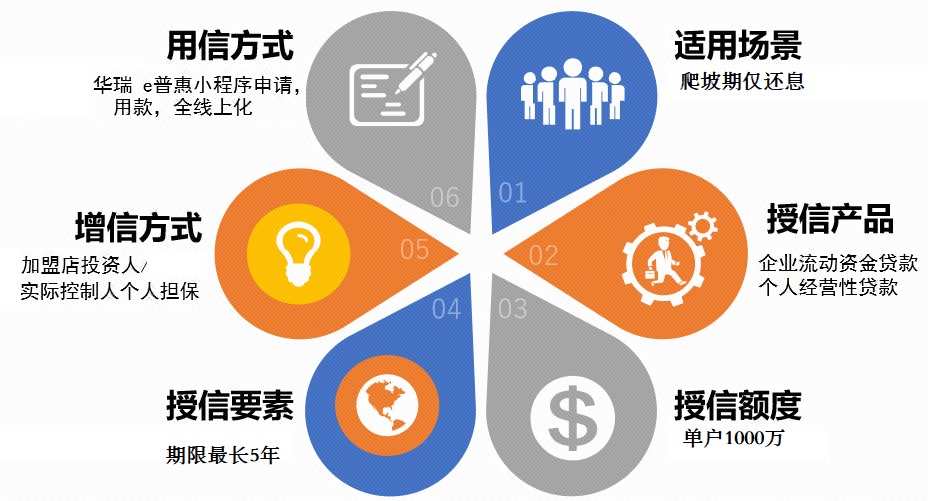 用信方式
华瑞 e普惠小程序申请，
用款，全线上化
06
适用场景
爬坡期仅还息
01
增信方式
加盟店投资人/
实际控制人个人担保
05
授信产品
企业流动资金贷款
个人经营性贷款
02
授信要素
期限最长5年
04
授信额度
单户1000万
03
$